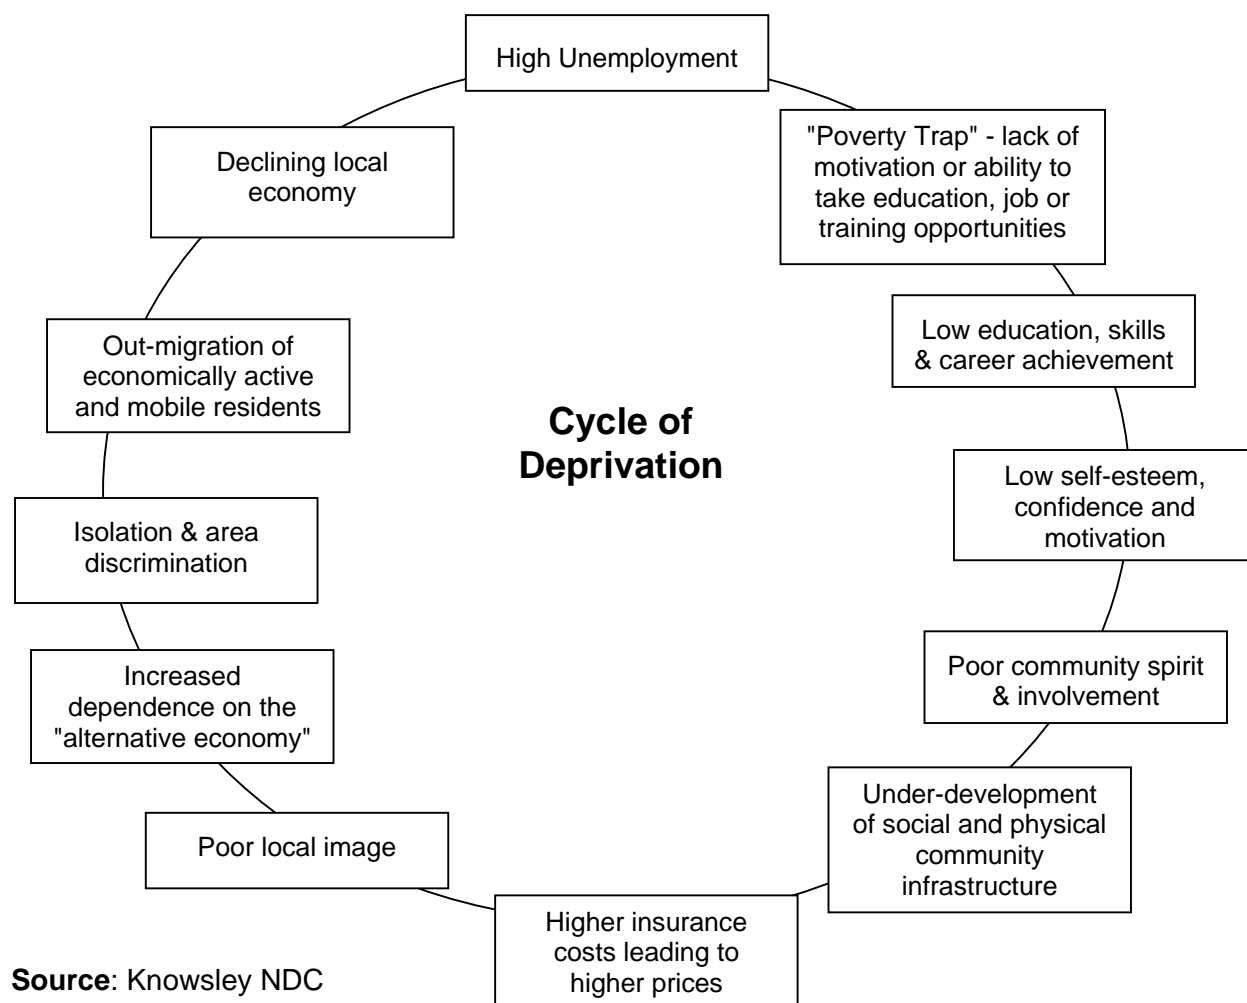 High Unemployment
"Poverty Trap" - lack of
motivation or ability to
take education, job or
training opportunities
Low education, skills
& career achievement
Low self-esteem,
confidence and
motivation
Poor community spirit
& involvement
Under-development
of social and physical
community
infrastructure
Higher insurance
costs leading to
higher prices
Poor local image
Increased
dependence on the
"alternative economy"
Isolation & area
discrimination
Out-migration of
economically active
and mobile residents
Declining local
economy
Cycle of
Deprivation
Source: Knowsley NDC